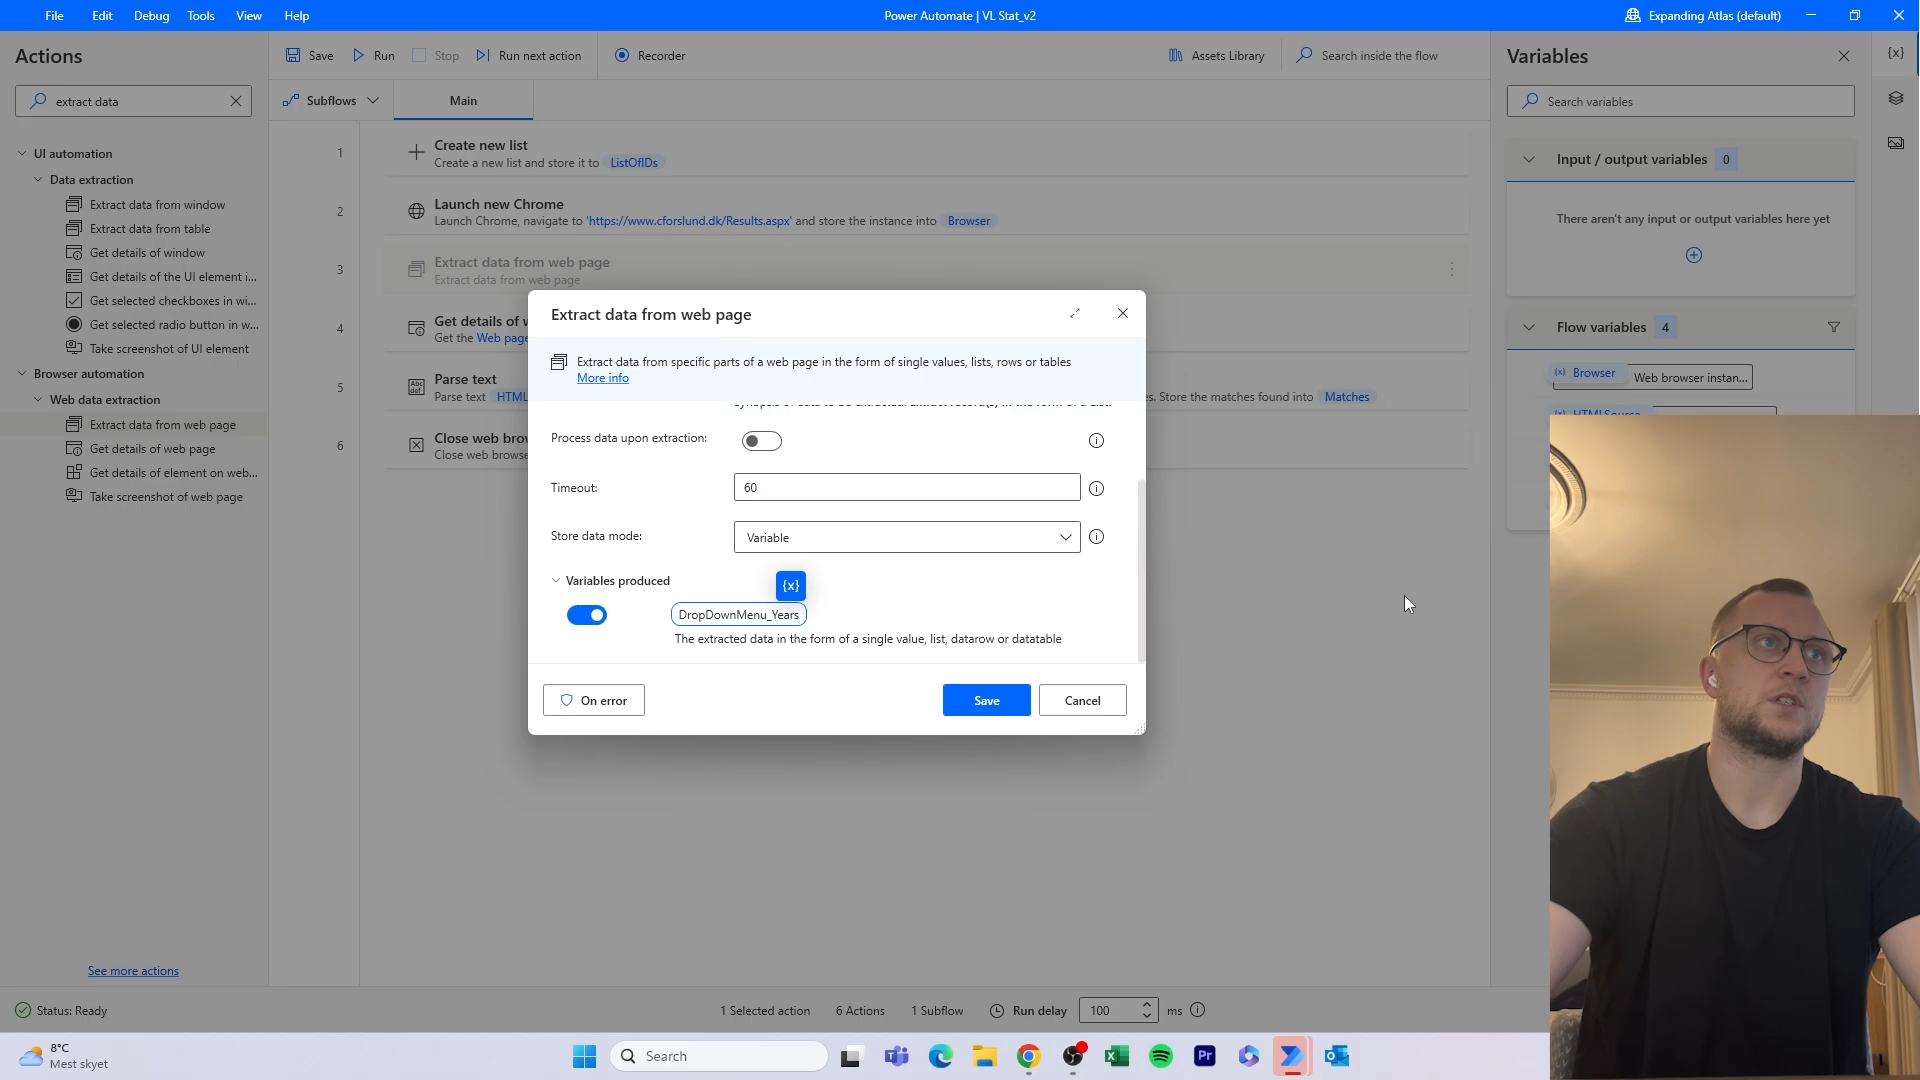 File
Edit
Debug
Tools
View
Help
Power Automate | VL Stat_v2
Expanding Atlas (default)
Actions
Save
Run
Stop
Run next action
Recorder
Assets Library
Search inside the flow
Variables
{x}
extract data
Subflows
Main
Search variables
UI automation
Data extraction
Extract data from window
Extract data from table
Get details of window
Get details of the UI element i...
Get selected checkboxes in wi...
Get selected radio button in w...
Take screenshot of UI element
Browser automation
Web data extraction
Extract data from web page
Get details of web page
Get details of element on web...
Take screenshot of web page
See more actions
1
Create new list
Create a new list and store it to ListOfIDs
2
Launch new Chrome
Launch Chrome, navigate to 'https://www.cforslund.dk/Results.aspx' and store the instance into Browser
3
Extract data from web page
Extract data from web page
4
Get details of
Get the Web page
5
Parse text
Parse text HTML
s. Store the matches found into Matches
6
Close web brow
Close web browse
Extract data from web page
Extract data from specific parts of a web page in the form of single values, lists, rows or tables
More info
Process data upon extraction:
Timeout:
60
Store data mode:
Variable
Variables produced
{x}
DropDownMenu_Years
The extracted data in the form of a single value, list, datarow or datatable
On error
Save
Cancel
Input / output variables 0
There aren't any input or output variables here yet
Flow variables 4
(x) Browser
Web browser instan...
Status: Ready
1 Selected action
6 Actions
1 Subflow
Run delay
100
ms
8°C
Mest skyet
Search
Pr